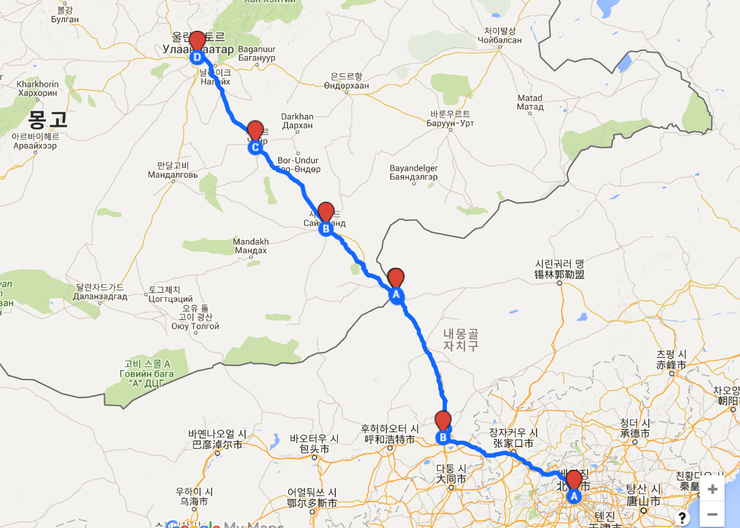 볼강
Булган
울란
토르
Улаан
аатар
Baganuur
Багануур
날라이흐
Налайх
처이발상
Чойбалсан
Kharkhorin
Хархорин
은드르항
Өндөрхаан
Matad
Матад
Darkhan
Дархан
바룬우르트
Баруун-Урт
몽고
아르바이헤르
Арвайхээр
D
C
Bor-Undur
만달고비
Мандалговь
Bayandelger
Баяндэлгэр
B
Mandakh
Мандах
시린궈러 맹
锡林郭勒盟
달란자드가드
Даланзадгад
토그체치
Цогтцэций
A
오유 톨
고이 광산
Оюу Толгой
내몽골
자치구
고비 스몰 A
Говийн бага
"А" ДЦГ
츠펑 시
赤峰市
차오양
朝阳
바옌나오얼 시
巴彦淖尔市
바오터우 시
包头市
후허하오터 시
呼和浩特市
B
장자커우 시
张家口市
청더 시
承德市
다퉁 시
大同市
A
탕산 시
唐山市
친황다오 시
秦皇
우하이 시
乌海市
어얼둬쓰 시
鄂尔多斯市
톈진
天津市
Google My Maps
+
−
?